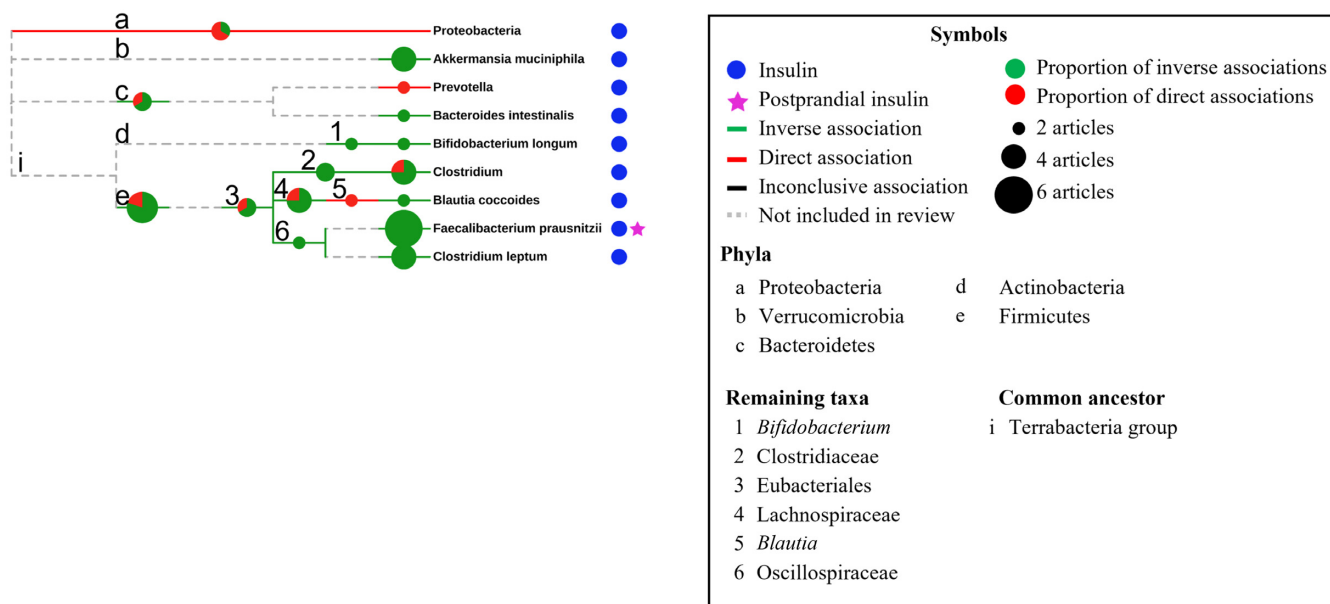 a
Proteobacteria
b
Akkermansia muciniphila
Prevotella
c
Bacteroides intestinalis
d
1
Bifidobacterium longum
i
2
Clostridium
e
3
4
5
Blautia coccoides
6
Faecalibacterium prausnitzii
Clostridium leptum
Symbols
Insulin
Postprandial insulin
Inverse association
Direct association
Inconclusive association
Not included in review
Proportion of inverse associations
Proportion of direct associations
2 articles
4 articles
6 articles
Phyla
a Proteobacteria
b Verrucomicrobia
c Bacteroidetes
d Actinobacteria
e Firmicutes
Remaining taxa
1 Bifidobacterium
2 Clostridiaceae
3 Eubacteriales
4 Lachnospiraceae
5 Blautia
6 Oscillospiraceae
Common ancestor
i Terrabacteria group